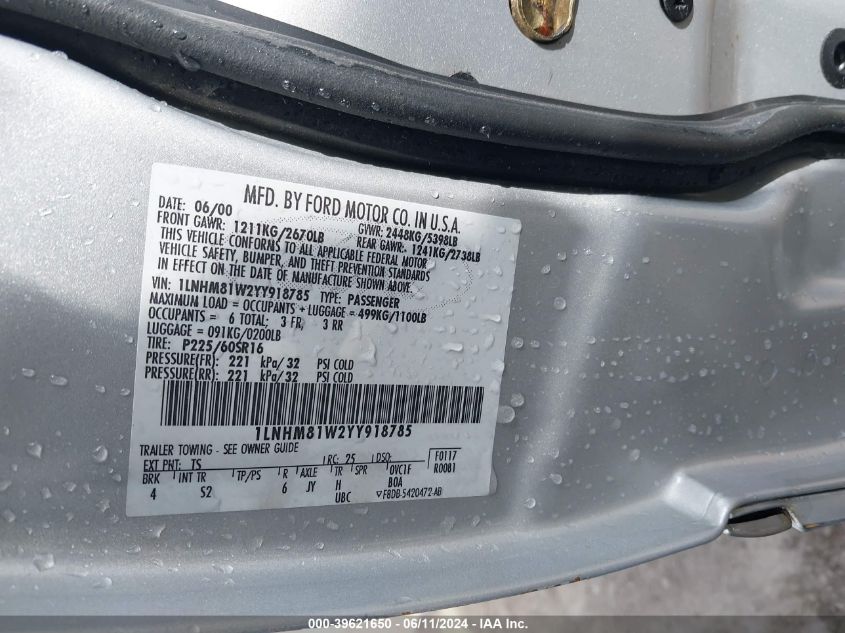 MFD. BY FORD MOTOR CO. IN U.S.A.
DATE: 06/00 GVWR: 2448KG/5398LB
FRONT GAWR: 1211KG/2670LB REAR GAWR: 1241KG/2738LB
THIS VEHICLE CONFORMS TO ALL APPLICABLE FEDERAL MOTOR
VEHICLE SAFETY, BUMPER, AND THEFT PREVENTION STANDARDS
IN EFFECT ON THE DATE OF MANUFACTURE SHOWN ABOVE.
VIN: 1LNHM81W2YY918785 TYPE: PASSENGER
MAXIMUM LOAD = OCCUPANTS + LUGGAGE = 499KG/1100LB
OCCUPANTS = 6 TOTAL: 3 FR, 3 RR
LUGGAGE = 091KG/0200LB
TIRE: P225/60SR16
PRESSURE(FR): 221 kPa/32 PSI COLD
PRESSURE(RR): 221 kPa/32 PSI COLD
1LNHM81W2YY918785
TRAILER TOWING - SEE OWNER GUIDE
EXT PNT: TS RC: 25 DSO: F0117
BRK INT TR TP/PS R AXLE TR SPR OVC1F R0081
4 S2 6 JY H BOA
UBC F8DB-5420472-AB
000-39621650 - 06/11/2024 - IAA Inc.